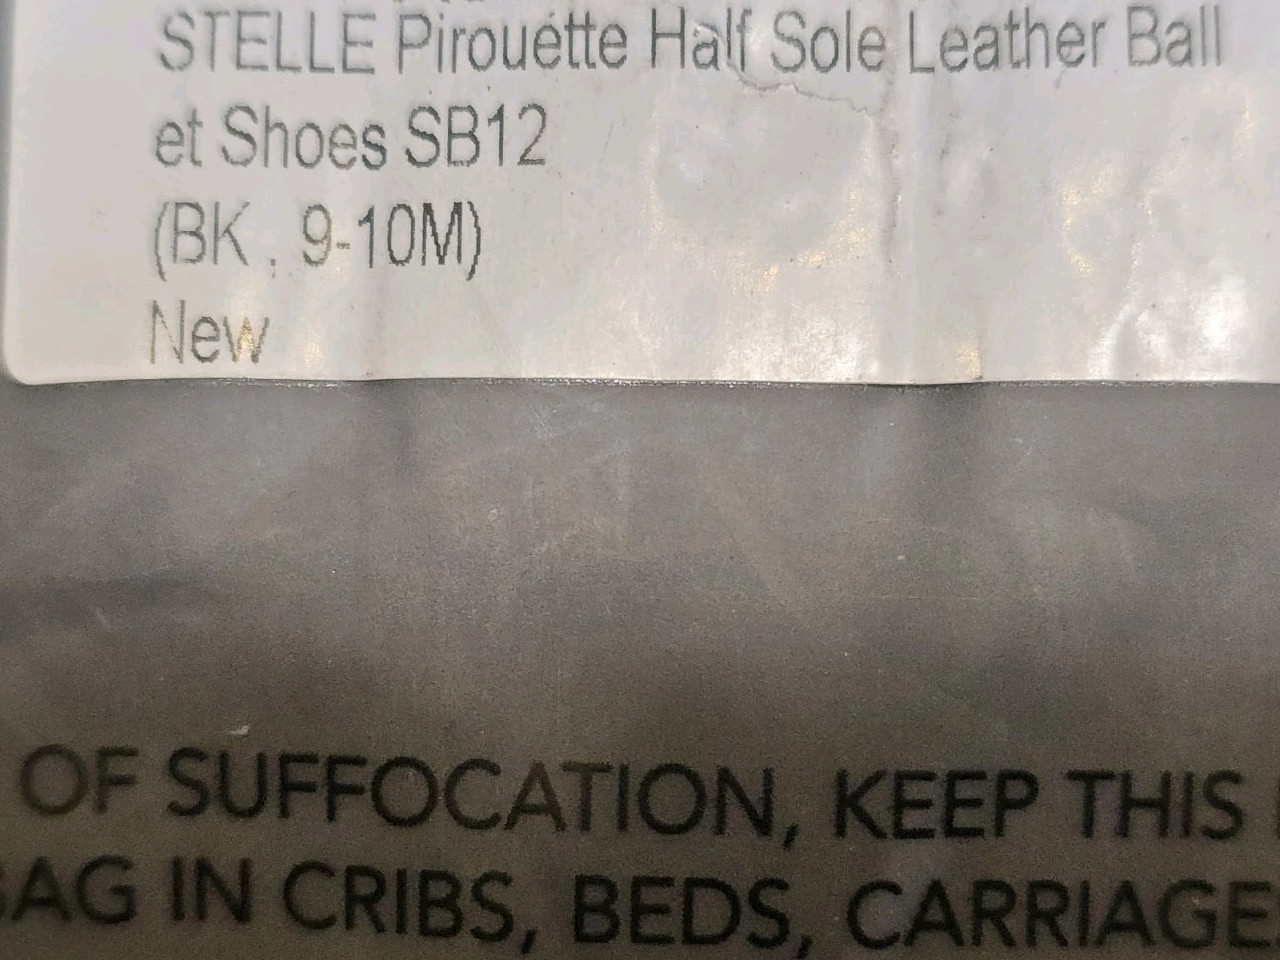 STELLE Pirouette Half Sole Leather Ball
et Shoes SB12
(BK , 9-10M)
New
OF SUFFOCATION, KEEP THIS
BAG IN CRIBS, BEDS, CARRIAGE